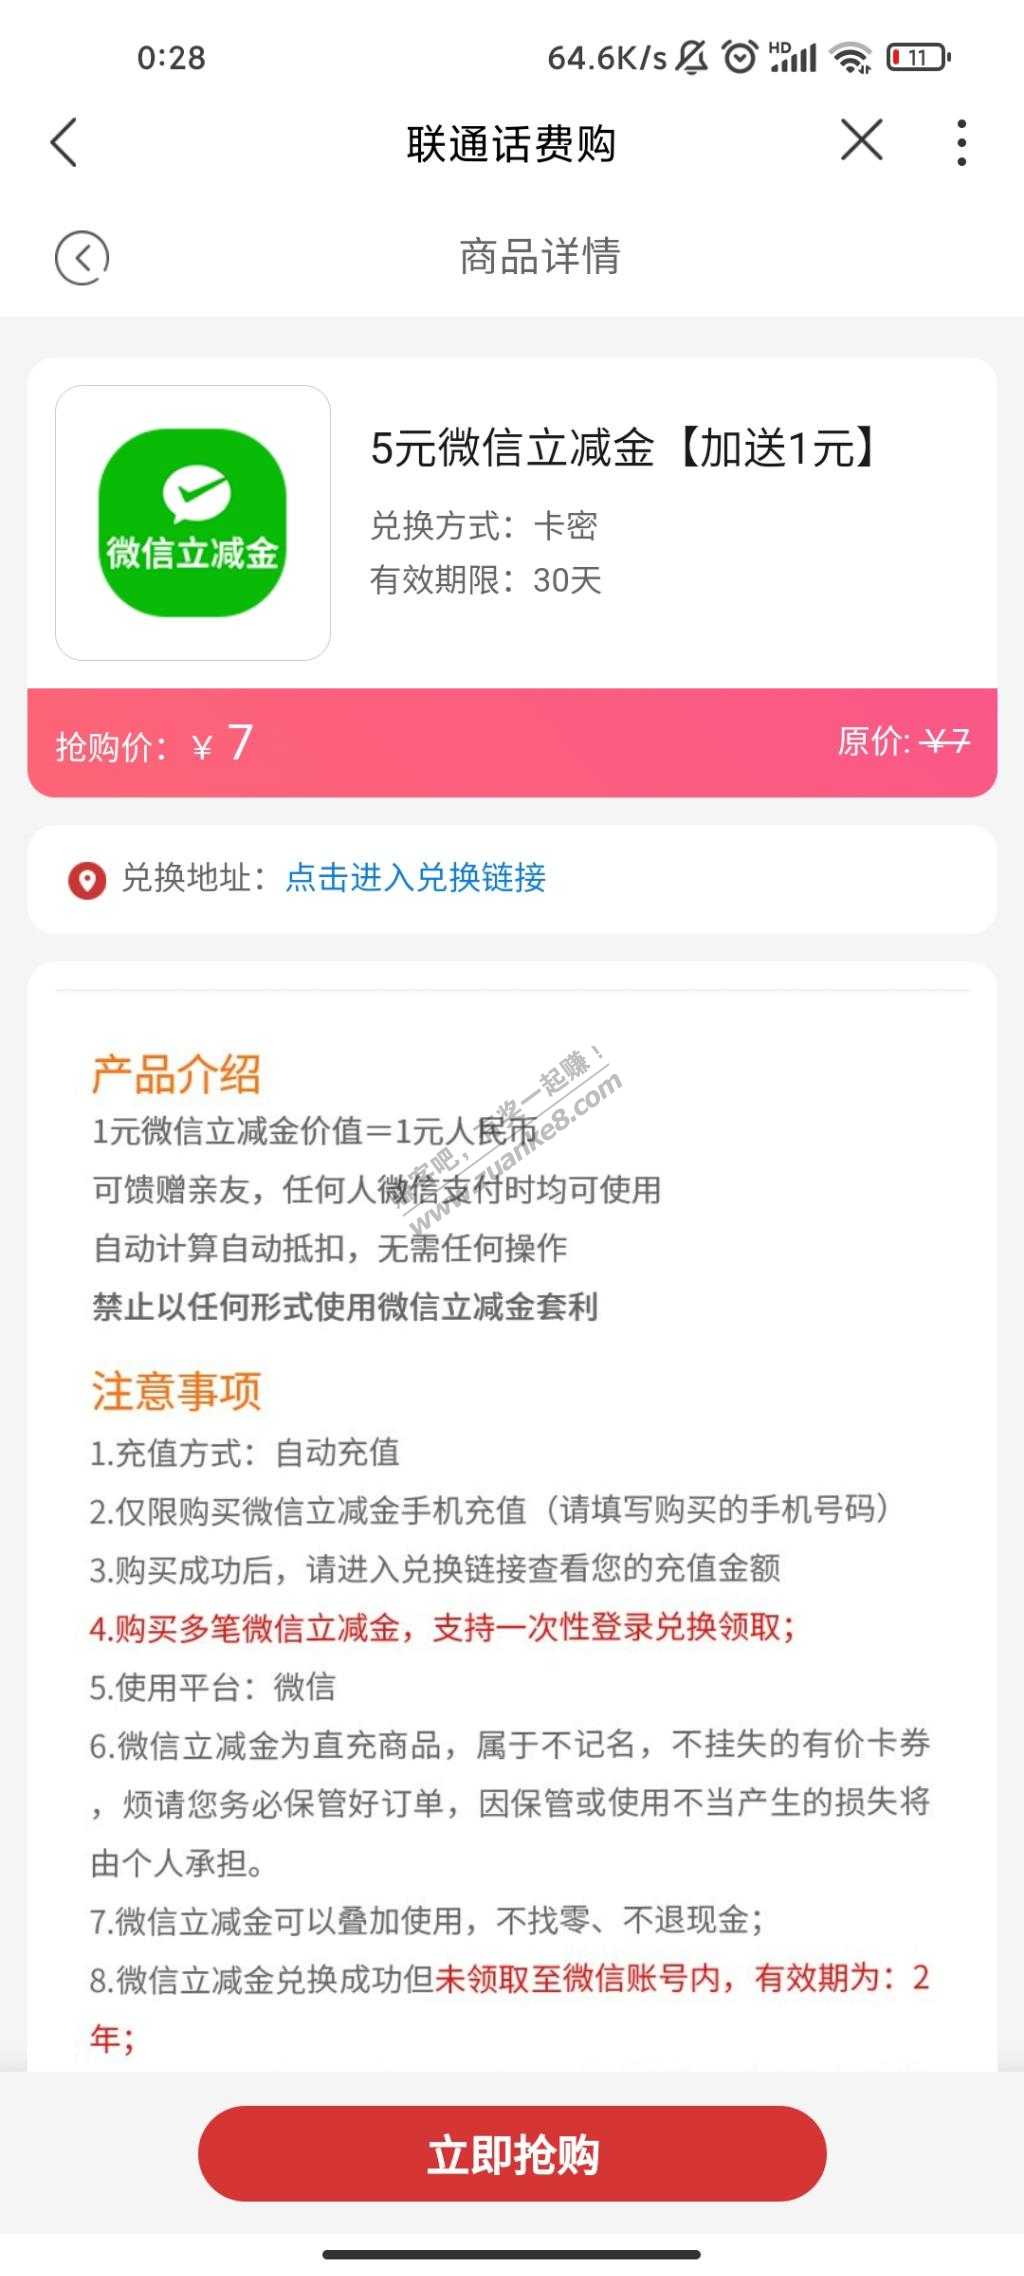 0:28
64.6K/s
HD
11
联通话费购
商品详情
微信立减金
5元微信立减金【加送1元】
兑换方式：卡密
有效期限：30天
抢购价：￥7
原价:￥7
兑换地址：点击进入兑换链接
产品介绍
1元微信立减金价值＝1元人民币
可馈赠亲友，任何人微信支付时均可使用
自动计算自动抵扣，无需任何操作
禁止以任何形式使用微信立减金套利
www.zuanke8.com
注意事项
1.充值方式：自动充值
2.仅限购买微信立减金手机充值（请填写购买的手机号码）
3.购买成功后，请进入兑换链接查看您的充值金额
4.购买多笔微信立减金，支持一次性登录兑换领取；
5.使用平台：微信
6.微信立减金为直充商品，属于不记名，不挂失的有价卡券
，烦请您务必保管好订单，因保管或使用不当产生的损失将
由个人承担。
7.微信立减金可以叠加使用，不找零、不退现金；
8.微信立减金兑换成功但未领取至微信账号内，有效期为：2
年；
立即抢购